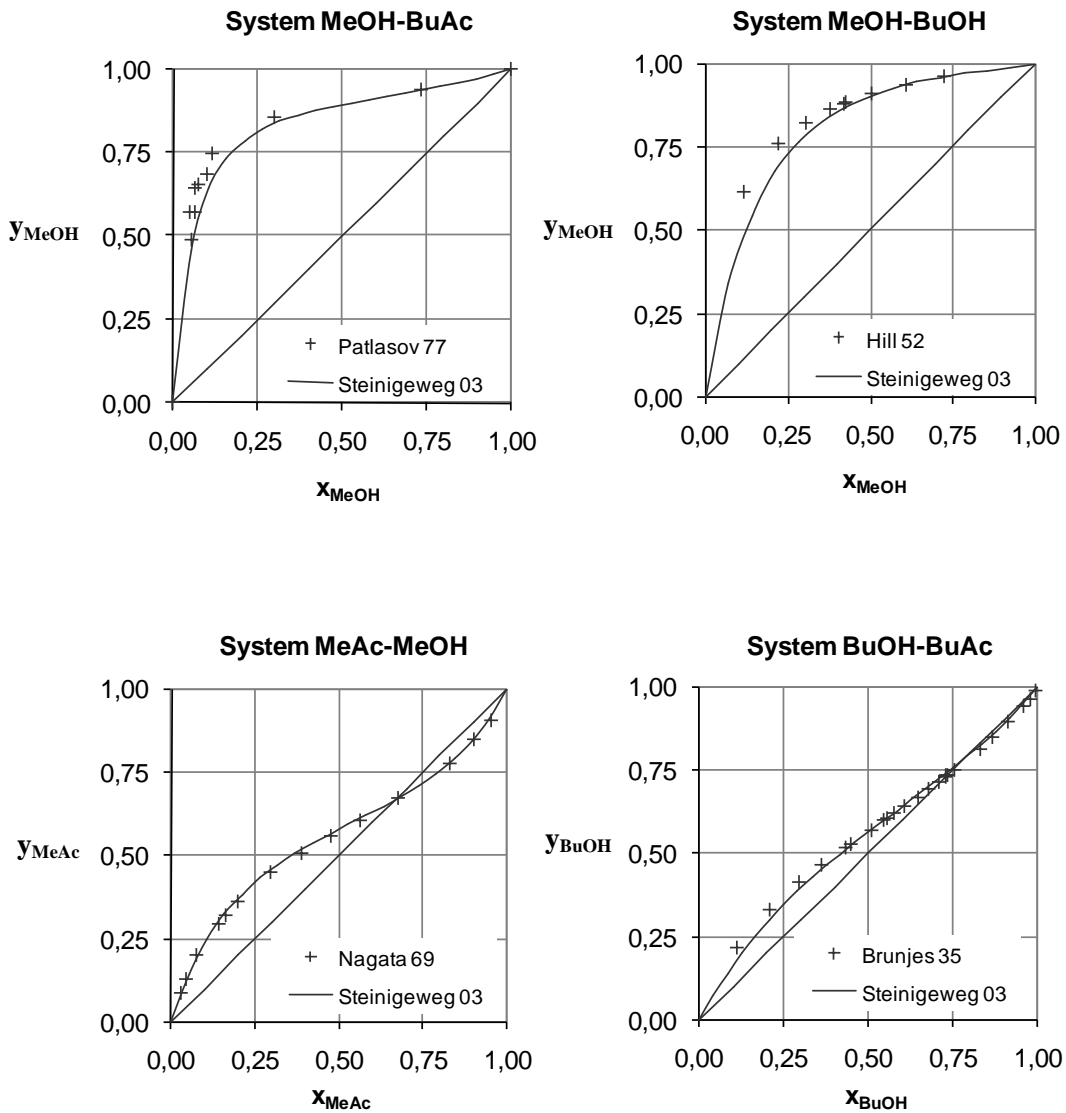 System MeOH-BuAc
1,00
0,75
yMeOH
0,50
0,25
Patlasov 77
Steinigeweg 03
0,00
0,00 0,25 0,50 0,75 1,00
xMeOH
System MeOH-BuOH
1,00
0,75
yMeOH
0,50
0,25
Hill 52
Steinigeweg 03
0,00
0,00 0,25 0,50 0,75 1,00
xMeOH
System MeAc-MeOH
1,00
0,75
yMeAc
0,50
0,25
Nagata 69
Steinigeweg 03
0,00
0,00 0,25 0,50 0,75 1,00
xMeAc
System BuOH-BuAc
1,00
0,75
yBuOH
0,50
0,25
Brunjes 35
Steinigeweg 03
0,00
0,00 0,25 0,50 0,75 1,00
xBuOH